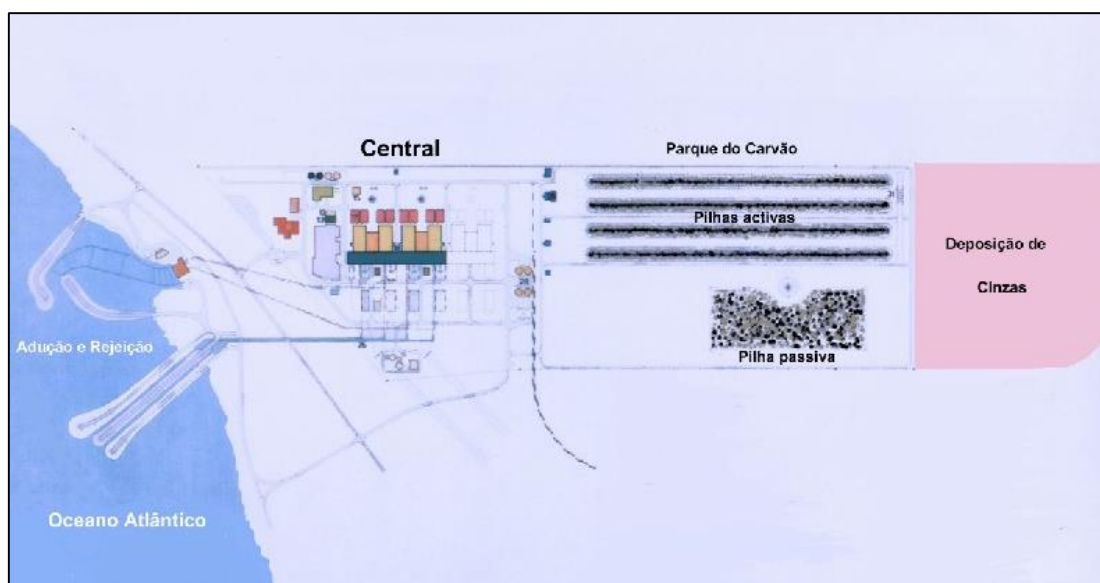 Central
Parque do Carvão
Pilhas activas
Deposição de
Cinzas
Adução e Rejeição
Pilha passiva
Oceano Atlântico